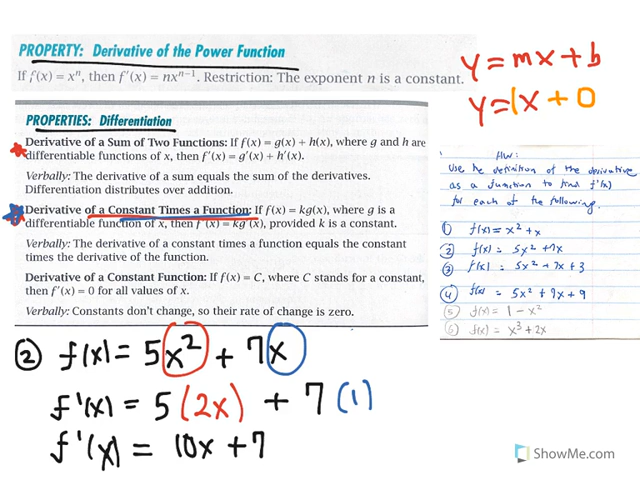 PROPERTY: Derivative of the Power Function
If f(x) = xⁿ, then f′(x) = nxⁿ⁻¹. Restriction: The exponent n is a constant.
PROPERTIES: Differentiation
Derivative of a Sum of Two Functions: If f(x) = g(x) + h(x), where g and h are
differentiable functions of x, then f′(x) = g′(x) + h′(x).
Verbally: The derivative of a sum equals the sum of the derivatives.
Differentiation distributes over addition.
Derivative of a Constant Times a Function: If f(x) = kg(x), where g is a
differentiable function of x, then f′(x) = kg′(x), provided k is a constant.
Verbally: The derivative of a constant times a function equals the constant
times the derivative of the function.
Derivative of a Constant Function: If f(x) = C, where C stands for a constant,
then f′(x) = 0 for all values of x.
Verbally: Constants don't change, so their rate of change is zero.
y = mx + b
y = 1x + 0
HW:
Use the definition of the derivative
as a function to find f'(x)
for each of the following.
① f(x) = x² + x
② f(x) = 5x² + 7x
③ f(x) = 5x² + 7x + 3
④ f(x) = 5x² + 7x + 9
⑤ f(x) = 1 - x²
⑥ f(x) = x³ + 2x
② f(x) = 5x² + 7x
f'(x) = 5(2x) + 7(1)
f'(x) = 10x + 7
ShowMe.com